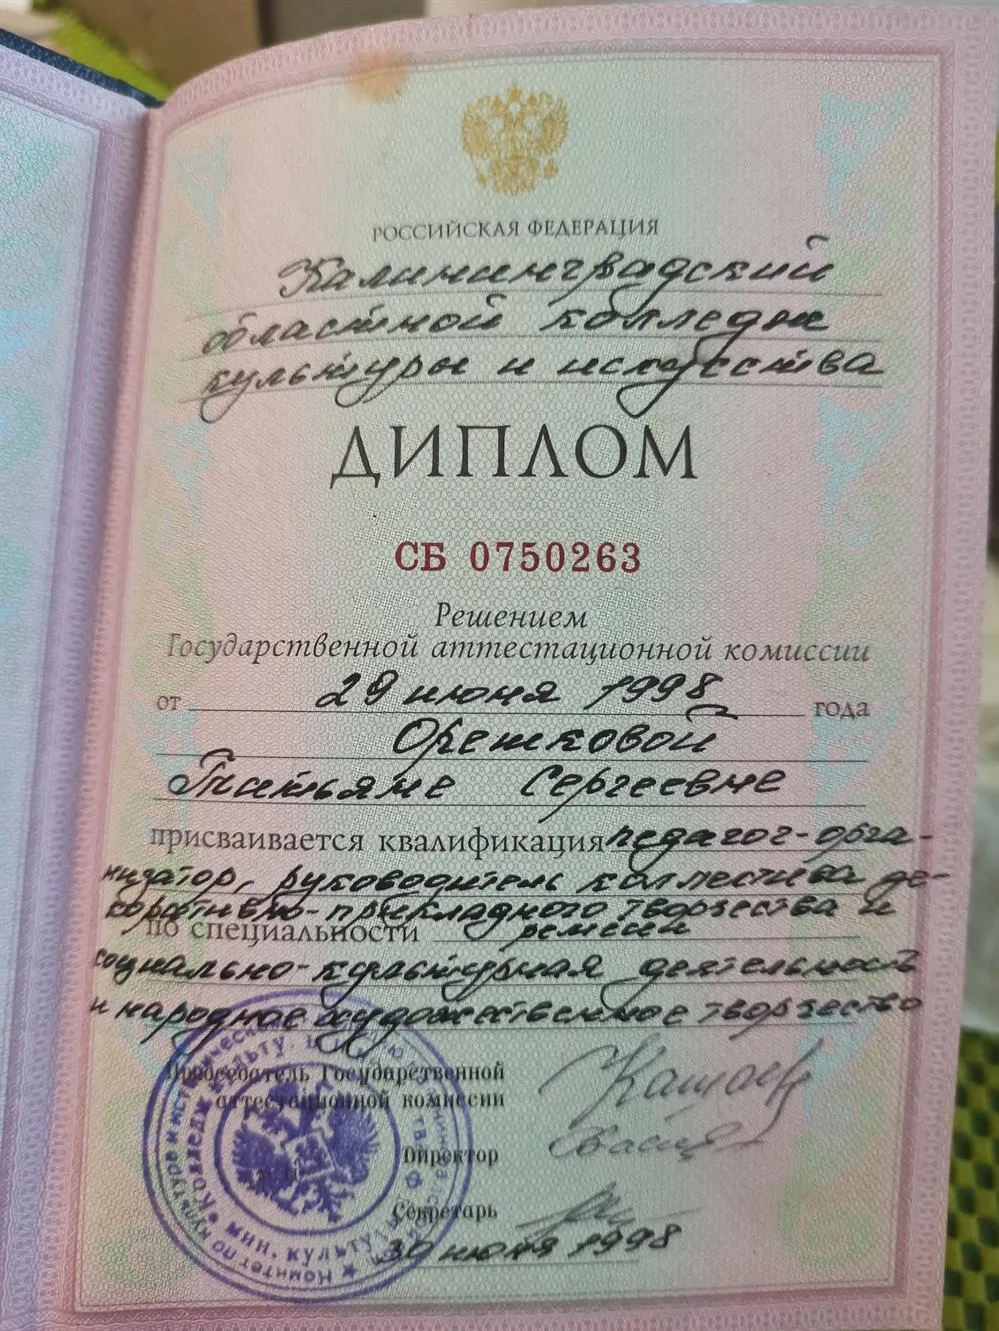 РОССИЙСКАЯ ФЕДЕРАЦИЯ
Калининградский
областной колледж
культуры и искусства
ДИПЛОМ
СБ 0750263
Решением
Государственной аттестационной комиссии
от 29 июня 1998 года
Орешковой
Татьяне Сергеевне
присваивается квалификация педагог-орга-
низатор, руководитель коллектива де-
коративно-прикладного творчества и
по специальности ремесел
социально-культурная деятельность
и народное художественное творчество
Председатель Государственной
аттестационной комиссии
Директор
Секретарь
30 июня 1998